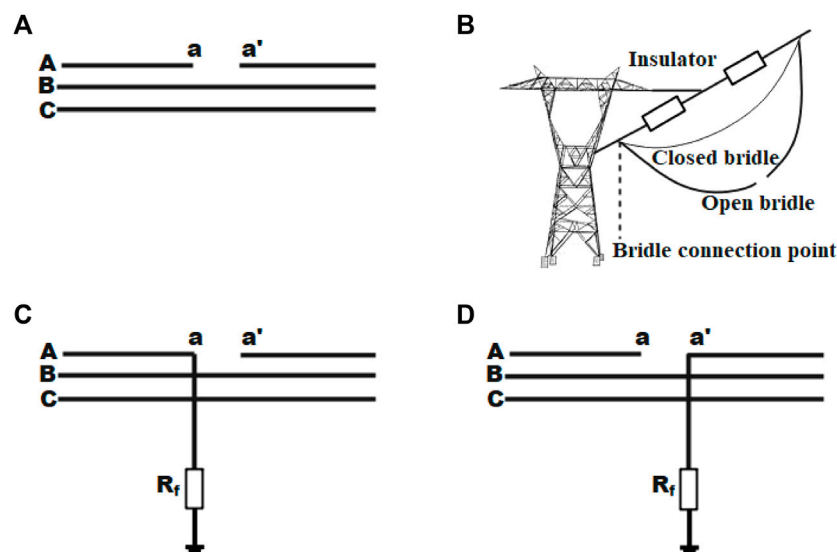 A
a a'
A
B
C
B
Insulator
Closed bridle
Open bridle
Bridle connection point
C
a a'
A
B
C
Rf
D
a a'
A
B
C
Rf